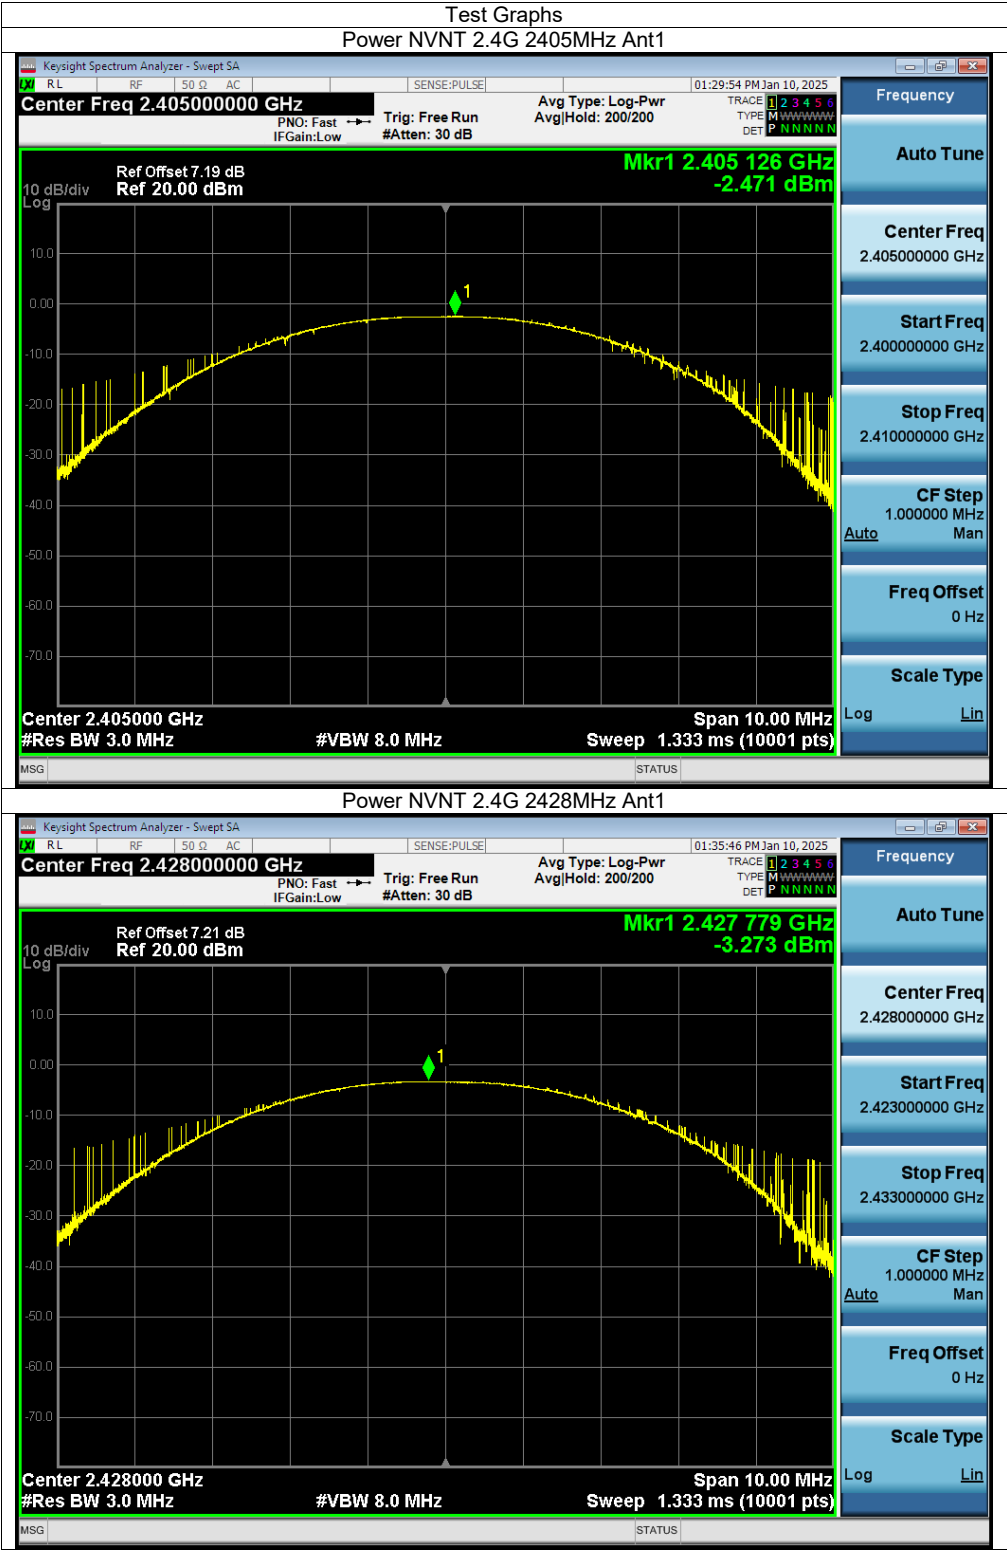 Test Graphs
Power NVNT 2.4G 2405MHz Ant1
Keysight Spectrum Analyzer - Swept SA
LXI RL RF 50 Ω AC SENSE:PULSE 01:29:54 PM Jan 10, 2025
Center Freq 2.405000000 GHz
PNO: Fast
IFGain:Low
Trig: Free Run
#Atten: 30 dB
Avg Type: Log-Pwr
Avg|Hold: 200/200
TRACE 1 2 3 4 5 6
TYPE M WWWWW
DET P N N N N N
Frequency
Mkr1 2.405 126 GHz
-2.471 dBm
Ref Offset 7.19 dB
10 dB/div Ref 20.00 dBm
Log
10.0
0.00
-10.0
-20.0
-30.0
-40.0
-50.0
-60.0
-70.0
1
Center 2.405000 GHz Span 10.00 MHz
#Res BW 3.0 MHz #VBW 8.0 MHz Sweep 1.333 ms (10001 pts)
Auto Tune
Center Freq
2.405000000 GHz
Start Freq
2.400000000 GHz
Stop Freq
2.410000000 GHz
CF Step
1.000000 MHz
Auto Man
Freq Offset
0 Hz
Scale Type
Log Lin
MSG STATUS
Power NVNT 2.4G 2428MHz Ant1
Keysight Spectrum Analyzer - Swept SA
LXI RL RF 50 Ω AC SENSE:PULSE 01:35:46 PM Jan 10, 2025
Center Freq 2.428000000 GHz
PNO: Fast
IFGain:Low
Trig: Free Run
#Atten: 30 dB
Avg Type: Log-Pwr
Avg|Hold: 200/200
TRACE 1 2 3 4 5 6
TYPE M WWWWW
DET P N N N N N
Frequency
Mkr1 2.427 779 GHz
-3.273 dBm
Ref Offset 7.21 dB
10 dB/div Ref 20.00 dBm
Log
10.0
0.00
-10.0
-20.0
-30.0
-40.0
-50.0
-60.0
-70.0
1
Center 2.428000 GHz Span 10.00 MHz
#Res BW 3.0 MHz #VBW 8.0 MHz Sweep 1.333 ms (10001 pts)
Auto Tune
Center Freq
2.428000000 GHz
Start Freq
2.423000000 GHz
Stop Freq
2.433000000 GHz
CF Step
1.000000 MHz
Auto Man
Freq Offset
0 Hz
Scale Type
Log Lin
MSG STATUS